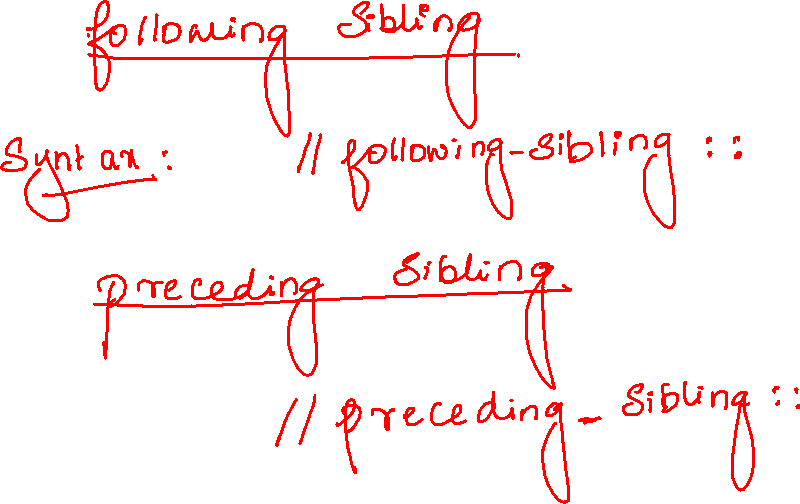 following Sibling
Syntax: // following-sibling ::
preceding Sibling
// preceding-sibling ::